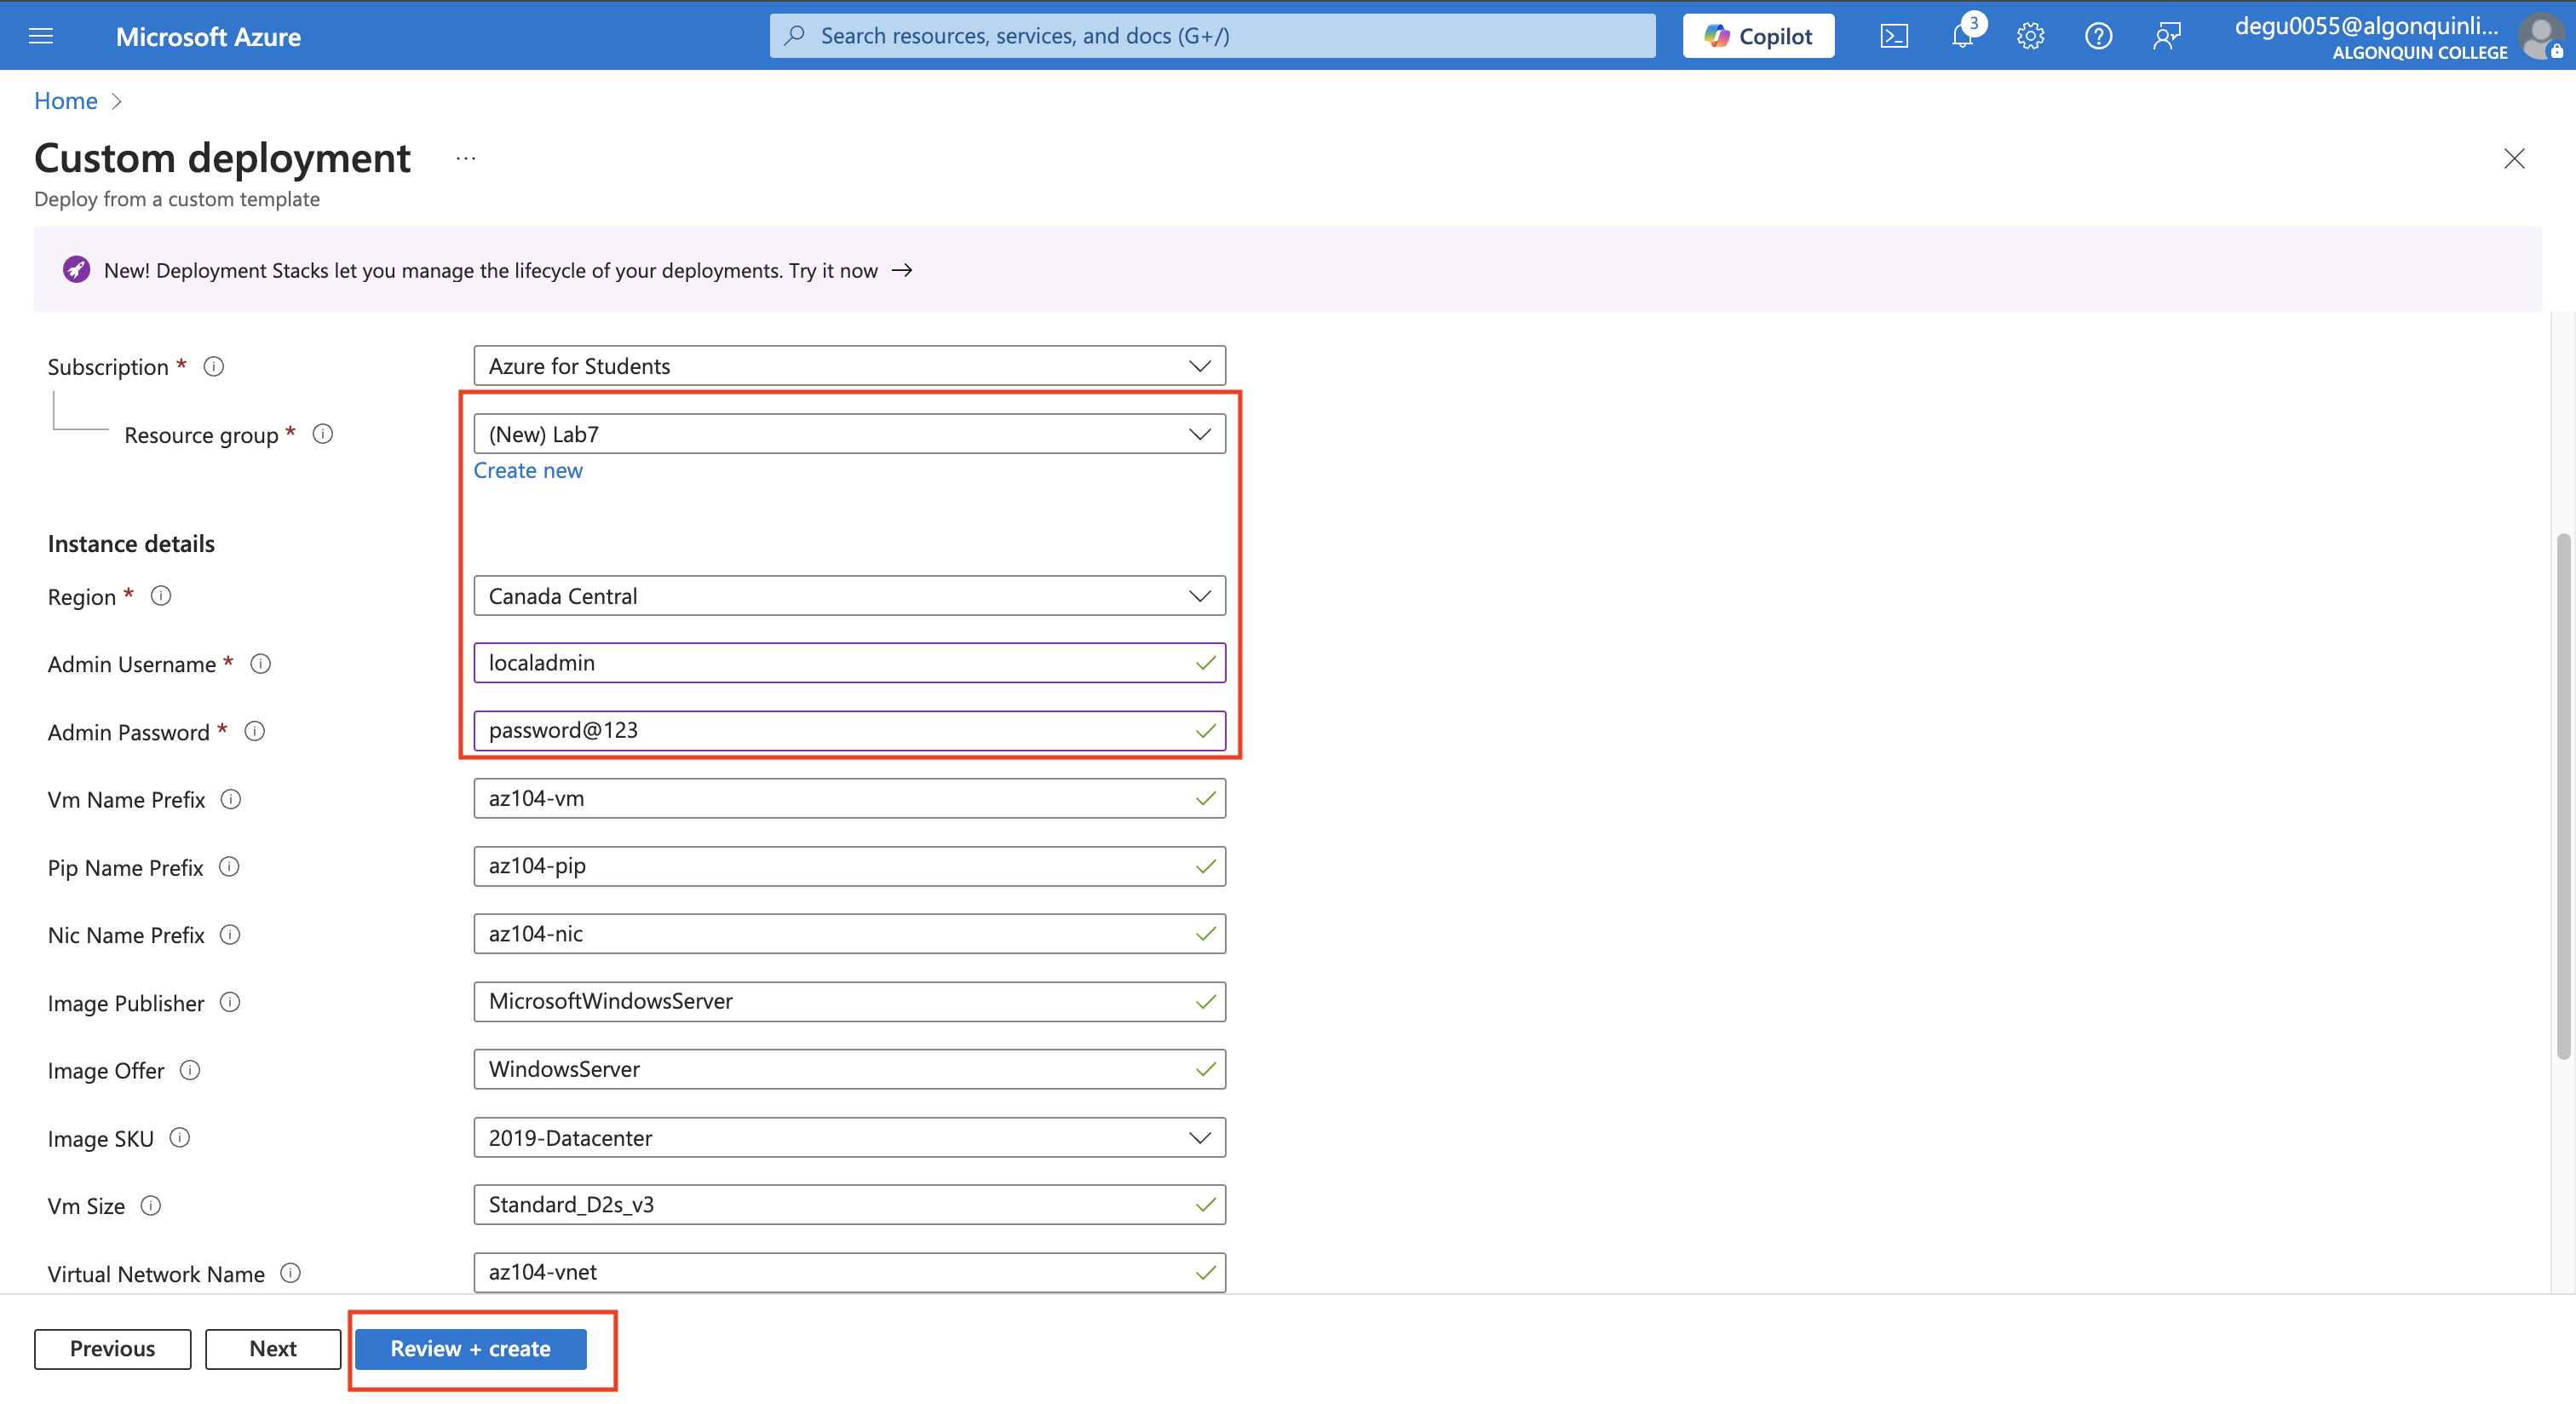 Microsoft Azure
Search resources, services, and docs (G+/)
Copilot
3
degu0055@algonquinli...
ALGONQUIN COLLEGE
Home
Custom deployment ...
Deploy from a custom template
New! Deployment Stacks let you manage the lifecycle of your deployments. Try it now →
Subscription * Azure for Students
Resource group * (New) Lab7
Create new
Instance details
Region * Canada Central
Admin Username * localadmin
Admin Password * password@123
Vm Name Prefix az104-vm
Pip Name Prefix az104-pip
Nic Name Prefix az104-nic
Image Publisher MicrosoftWindowsServer
Image Offer WindowsServer
Image SKU 2019-Datacenter
Vm Size Standard_D2s_v3
Virtual Network Name az104-vnet
Previous Next Review + create